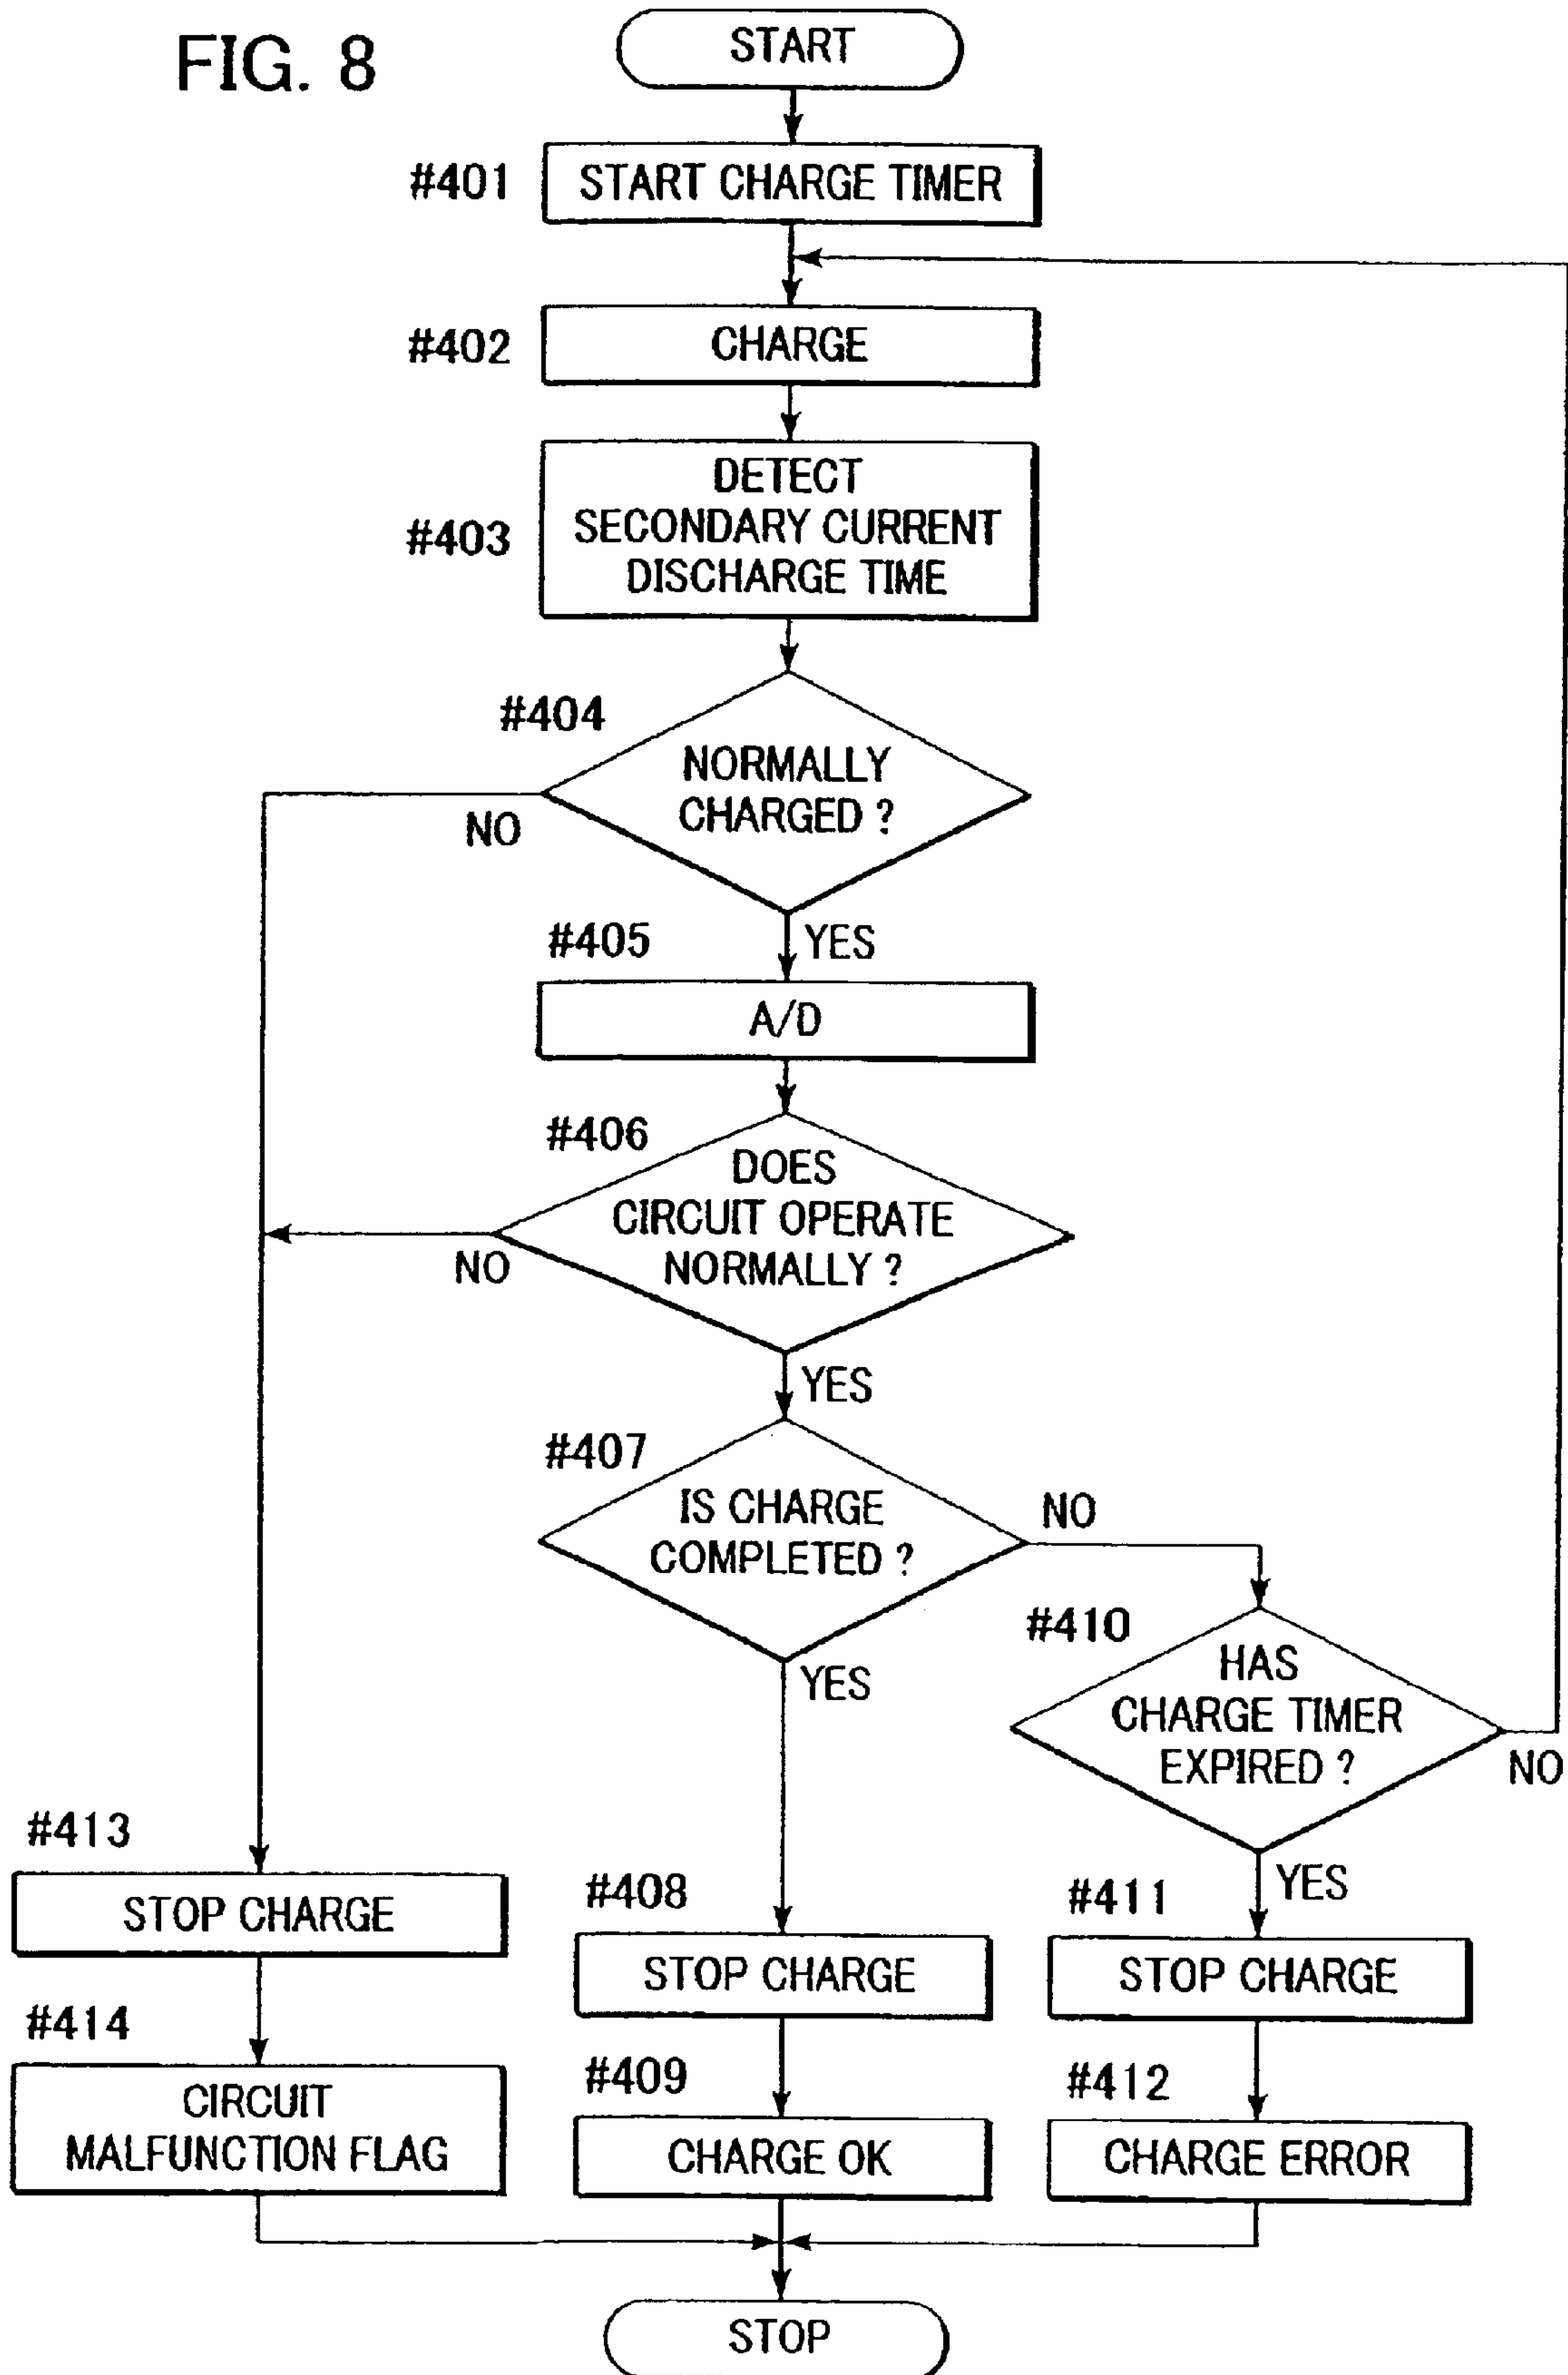 FIG. 8
START
#401
START CHARGE TIMER
#402
CHARGE
#403
DETECT
SECONDARY CURRENT
DISCHARGE TIME
#404
NORMALLY
CHARGED ?
NO
YES
#405
A/D
#406
DOES
CIRCUIT OPERATE
NORMALLY ?
NO
YES
#407
IS CHARGE
COMPLETED ?
NO
YES
#410
HAS
CHARGE TIMER
EXPIRED ?
NO
YES
#413
STOP CHARGE
#414
CIRCUIT
MALFUNCTION FLAG
#408
STOP CHARGE
#409
CHARGE OK
#411
STOP CHARGE
#412
CHARGE ERROR
STOP